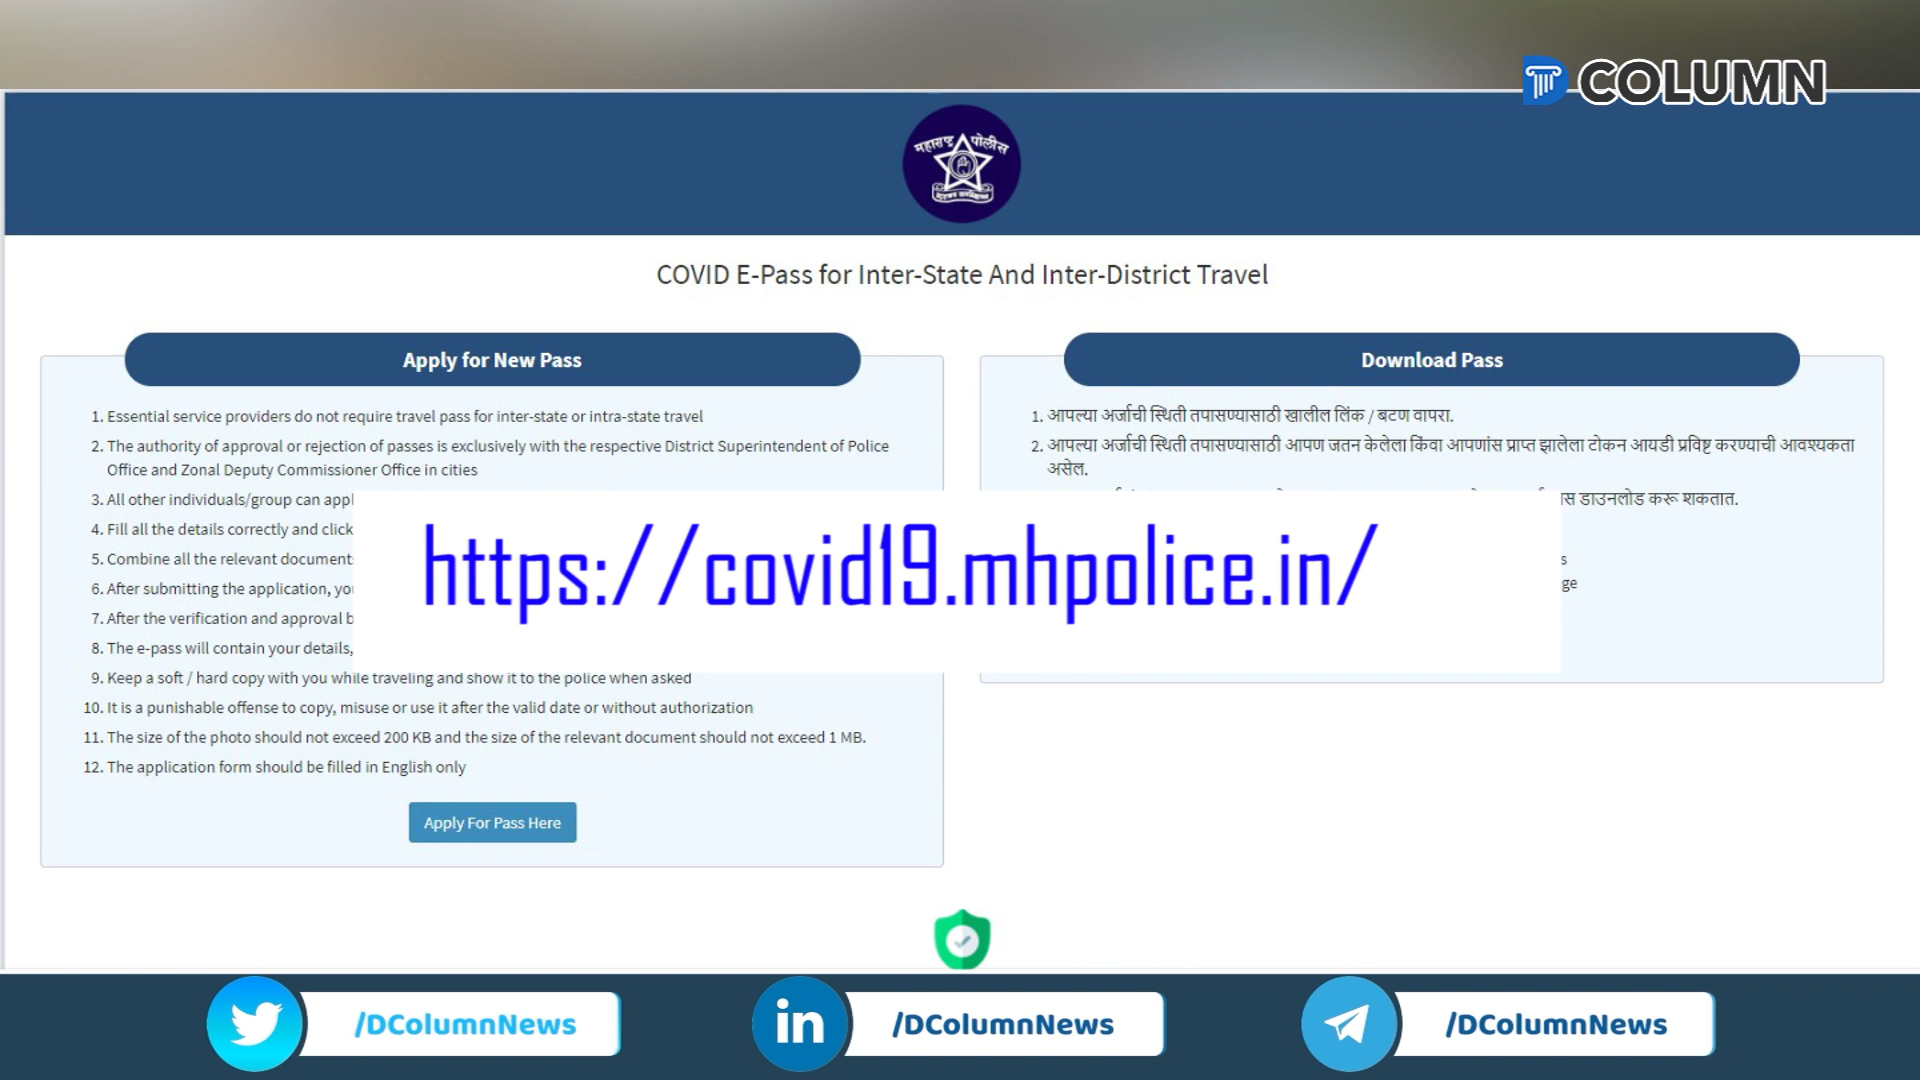 COLUMN
महाराष्ट्र पोलीस
COVID E-Pass for Inter-State And Inter-District Travel
Apply for New Pass
1. Essential service providers do not require travel pass for inter-state or intra-state travel
2. The authority of approval or rejection of passes is exclusively with the respective District Superintendent of Police
Office and Zonal Deputy Commissioner Office in cities
3. All other individuals/group can
4. Fill all the details correctly and click
5. Combine all the relevant documents
6. After submitting the application,
7. After the verification and approval
8. The e-pass will contain your details,
9. Keep a soft / hard copy with you while traveling and show it to the police when asked
10. It is a punishable offense to copy, misuse or use it after the valid date or without authorization
11. The size of the photo should not exceed 200 KB and the size of the relevant document should not exceed 1 MB.
12. The application form should be filled in English only
Apply For Pass Here
Download Pass
1. आपल्या अर्जाची स्थिती तपासण्यासाठी खालील लिंक / बटण वापरा.
2. आपल्या अर्जाची स्थिती तपासण्यासाठी आपण जतन केलेला किंवा आपणांस प्राप्त झालेला टोकन आयडी प्रविष्ट करण्याची आवश्यकता
असेल.
डाउनलोड करू शकतात.
https://covid19.mhpolice.in/
/DColumnNews
in /DColumnNews
/DColumnNews